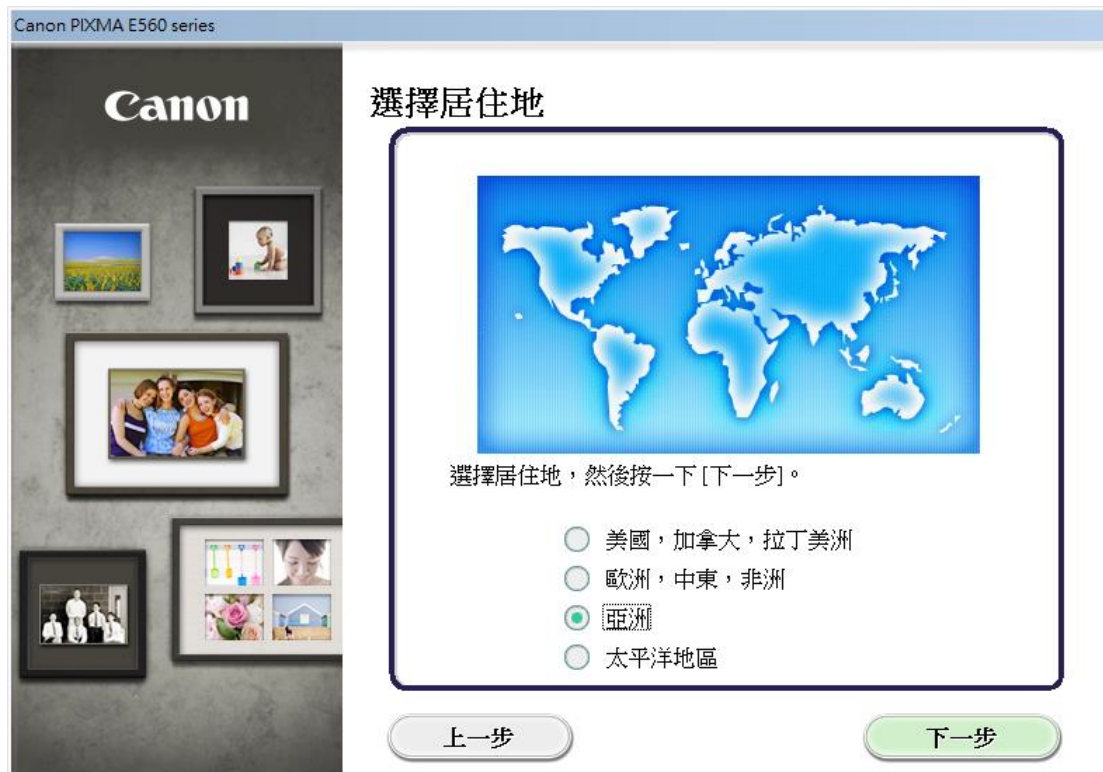 Canon PIXMA E560 series
Canon
選擇居住地
選擇居住地，然後按一下 [下一步]。
美國，加拿大，拉丁美洲
歐洲，中東，非洲
亞洲
太平洋地區
上一步
下一步